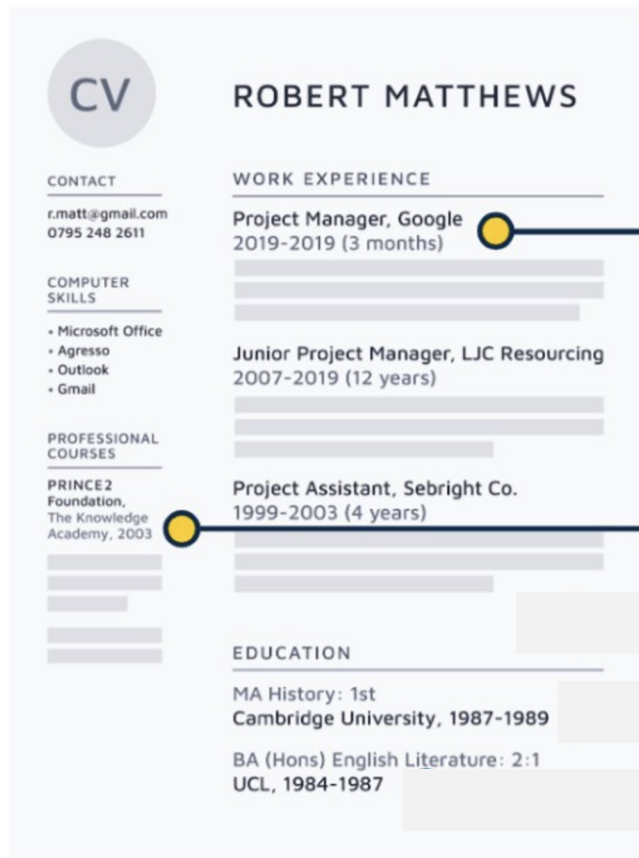 CV
ROBERT MATTHEWS
CONTACT
r.matt@gmail.com
0795 248 2611
COMPUTER
SKILLS
• Microsoft Office
• Agresso
• Outlook
• Gmail
PROFESSIONAL
COURSES
PRINCE2
Foundation,
The Knowledge
Academy, 2003
WORK EXPERIENCE
Project Manager, Google
2019-2019 (3 months)
Junior Project Manager, LJC Resourcing
2007-2019 (12 years)
Project Assistant, Sebright Co.
1999-2003 (4 years)
EDUCATION
MA History: 1st
Cambridge University, 1987-1989
BA (Hons) English Literature: 2:1
UCL, 1984-1987